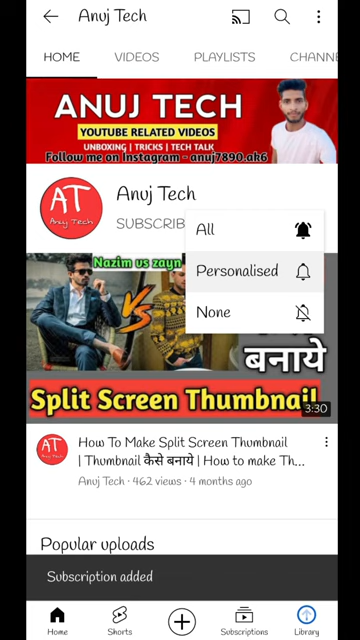 Anuj Tech
HOME VIDEOS PLAYLISTS CHANNE
ANUJ TECH
YOUTUBE RELATED VIDEOS
UNBOXING | TRICKS | TECH TALK
Follow me on Instagram - anuj7890.ak6
AT
Anuj Tech
Anuj Tech
SUBSCRIB
All
Personalised
None
Nazim vs zayn
VS
बनाये
Split Screen Thumbnail
3:30
AT
How To Make Split Screen Thumbnail
| Thumbnail कैसे बनाये | How to make Th...
Anuj Tech · 462 views · 4 months ago
Popular uploads
Subscription added
Home Shorts Subscriptions Library